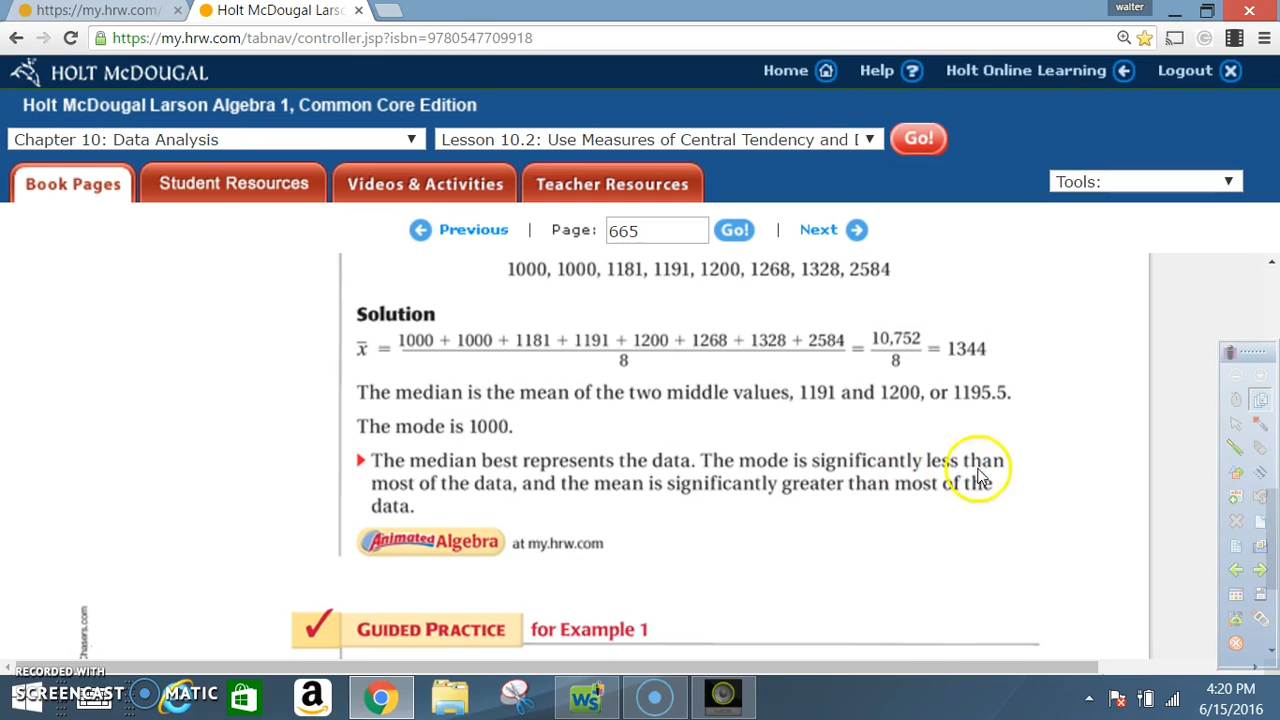 https://my.hrw.com/
Holt McDougal Lars
walter
https://my.hrw.com/tabnav/controller.jsp?isbn=9780547709918
HOLT MCDOUGAL
Home Help Holt Online Learning Logout
Holt McDougal Larson Algebra 1, Common Core Edition
Chapter 10: Data Analysis
Lesson 10.2: Use Measures of Central Tendency and
Go!
Book Pages Student Resources Videos & Activities Teacher Resources
Tools:
Previous | Page: 665 Go! | Next
1000, 1000, 1181, 1191, 1200, 1268, 1328, 2584
Solution
x̄ = (1000 + 1000 + 1181 + 1191 + 1200 + 1268 + 1328 + 2584)/8 = 10,752/8 = 1344
The median is the mean of the two middle values, 1191 and 1200, or 1195.5.
The mode is 1000.
The median best represents the data. The mode is significantly less than
most of the data, and the mean is significantly greater than most of the
data.
Animated Algebra at my.hrw.com
GUIDED PRACTICE for Example 1
hasers.com
RECORDED WITH
SCREENCAST MATIC
4:20 PM
6/15/2016